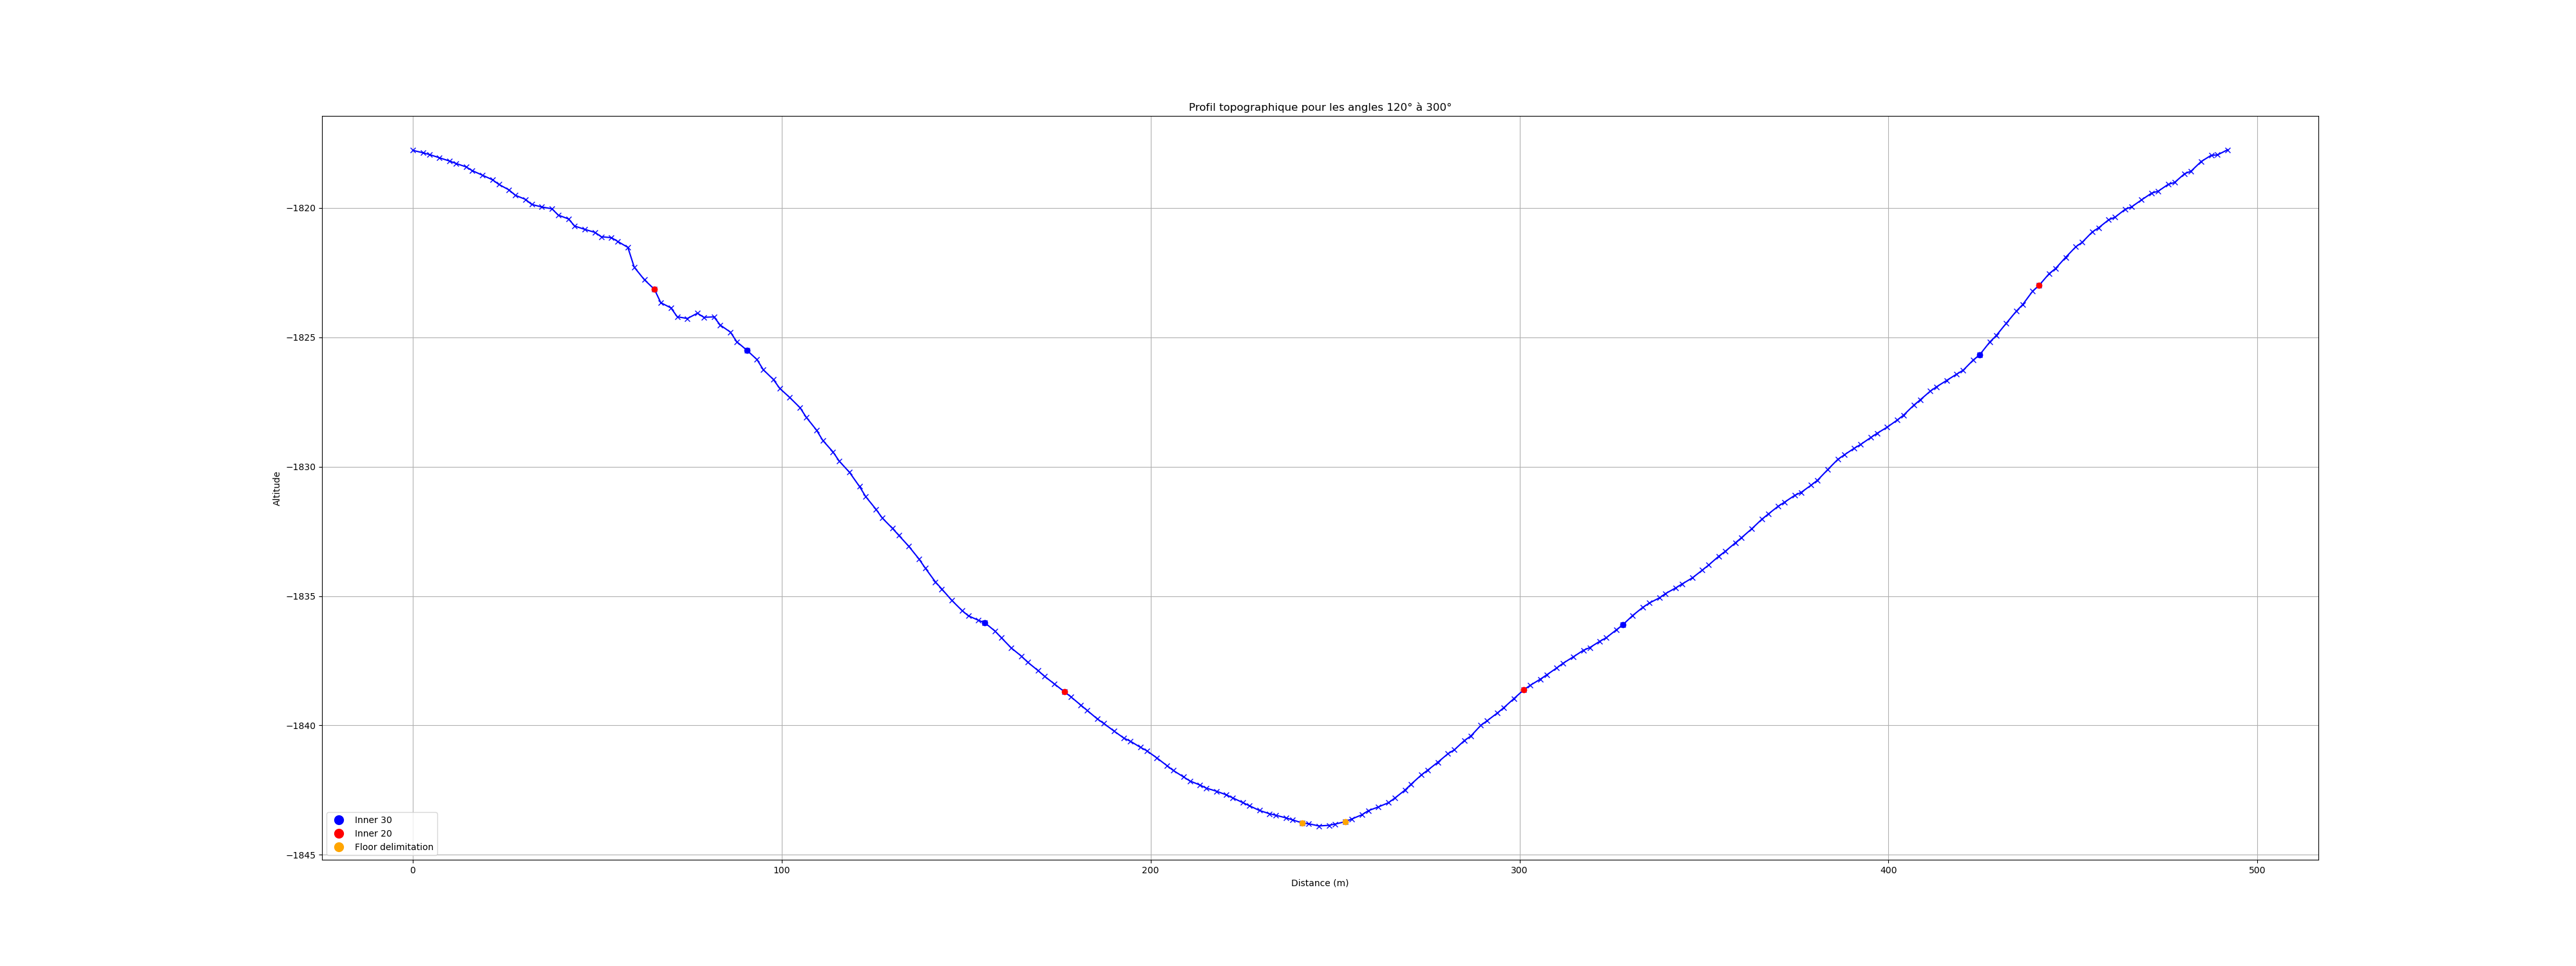 Profil topographique pour les angles 120° à 300°
Altitude
−1820
−1825
−1830
−1835
−1840
−1845
Inner 30
Inner 20
Floor delimitation
0
100
200
300
400
500
Distance (m)